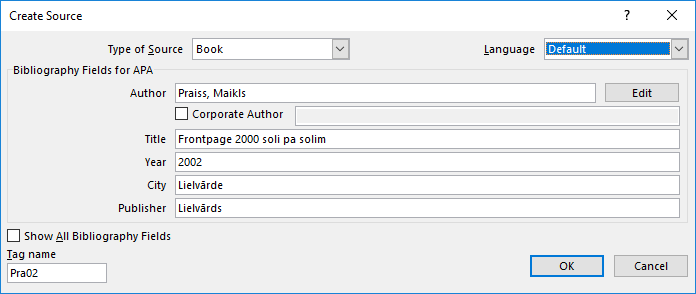 Create Source ?
Type of Source Book Language Default
Bibliography Fields for APA
Author Praiss, Maikls Edit
Corporate Author
Title Frontpage 2000 soli pa solim
Year 2002
City Lielvārde
Publisher Lielvārds
Show All Bibliography Fields
Tag name
Pra02 OK Cancel